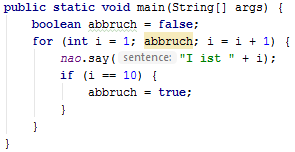 public static void main(String[] args) {
    boolean abbruch = false;
    for (int i = 1; abbruch; i = i + 1) {
        nao.say( sentence: "I ist " + i);
        if (i == 10) {
            abbruch = true;
        }
    }
}